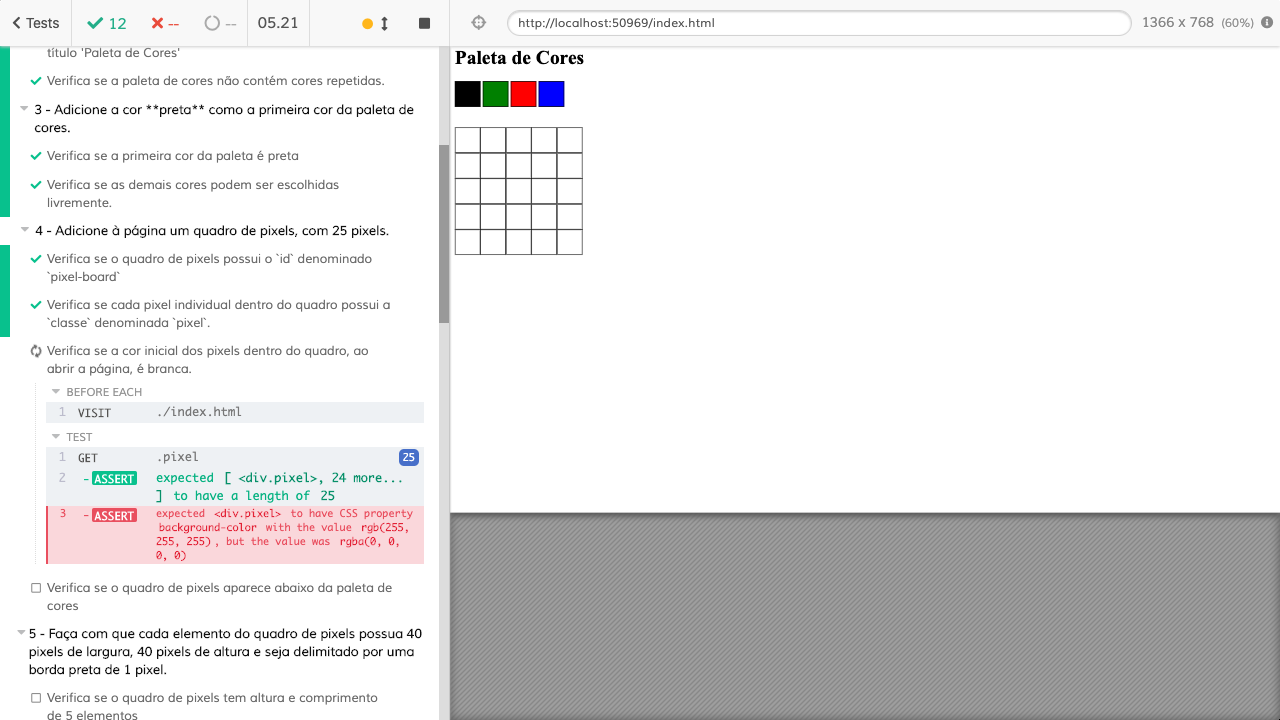 Tests
12
--
--
05.21
http://localhost:50969/index.html
1366 x 768 (60%)
título 'Paleta de Cores'
Verifica se a paleta de cores não contém cores repetidas.
3 - Adicione a cor **preta** como a primeira cor da paleta de
cores.
Verifica se a primeira cor da paleta é preta
Verifica se as demais cores podem ser escolhidas
livremente.
4 - Adicione à página um quadro de pixels, com 25 pixels.
Verifica se o quadro de pixels possui o `id` denominado
`pixel-board`
Verifica se cada pixel individual dentro do quadro possui a
`classe` denominada `pixel`.
Verifica se a cor inicial dos pixels dentro do quadro, ao
abrir a página, é branca.
BEFORE EACH
1 VISIT ./index.html
TEST
1 GET .pixel 25
2 -ASSERT expected [ <div.pixel>, 24 more...
] to have a length of 25
3 -ASSERT expected <div.pixel> to have CSS property
background-color with the value rgb(255,
255, 255), but the value was rgba(0, 0,
0, 0)
Verifica se o quadro de pixels aparece abaixo da paleta de
cores
5 - Faça com que cada elemento do quadro de pixels possua 40
pixels de largura, 40 pixels de altura e seja delimitado por uma
borda preta de 1 pixel.
Verifica se o quadro de pixels tem altura e comprimento
de 5 elementos
Paleta de Cores